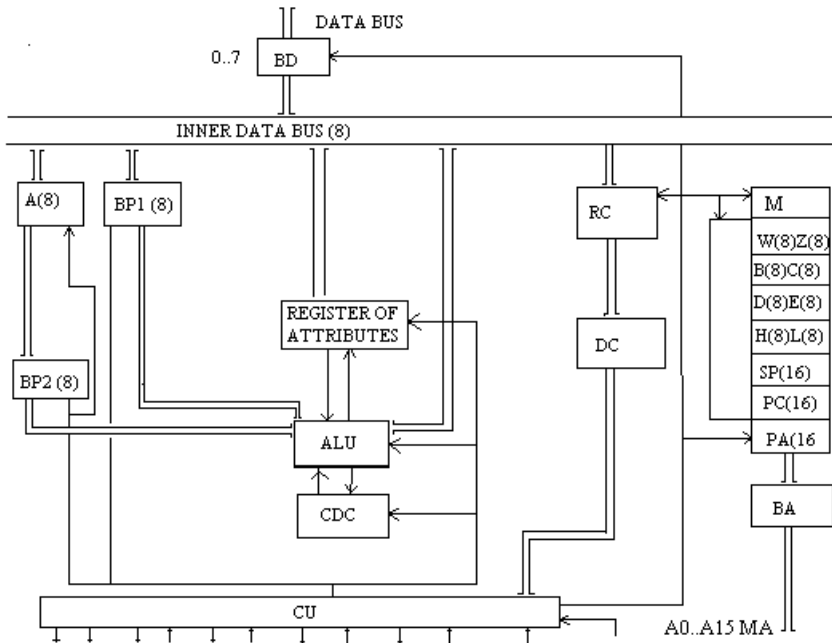 DATA BUS
0..7
BD
INNER DATA BUS (8)
A(8)
BP1 (8)
RC
M
W(8)Z(8)
B(8)C(8)
D(8)E(8)
H(8)L(8)
SP(16)
PC(16)
PA(16
REGISTER OF
ATTRIBUTES
DC
BP2 (8)
ALU
CDC
BA
CU
A0..A15 MA